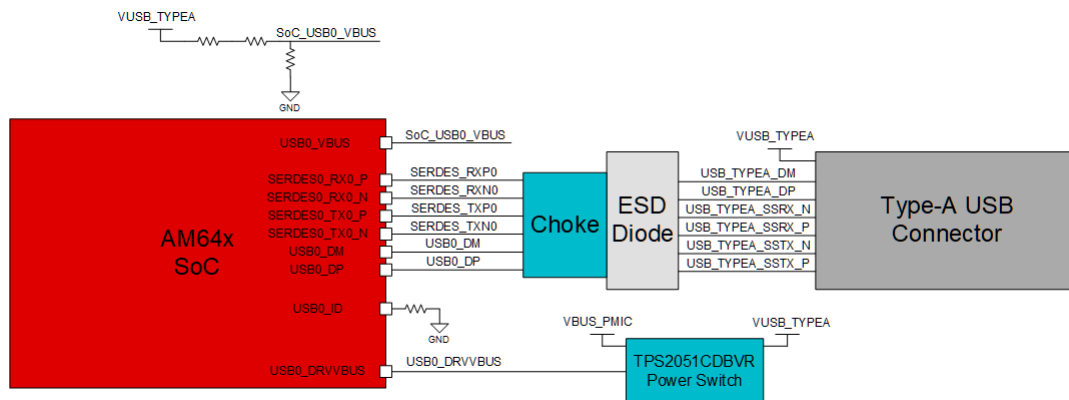 VUSB_TYPEA
SoC_USB0_VBUS
GND
USB0_VBUS
SoC_USB0_VBUS
SERDES0_RX0_P
SERDES0_RX0_N
SERDES0_TX0_P
SERDES0_TX0_N
USB0_DM
USB0_DP
AM64x
SoC
SERDES_RXP0
SERDES_RXN0
SERDES_TXP0
SERDES_TXN0
USB0_DM
USB0_DP
Choke
ESD
Diode
VUSB_TYPEA
USB_TYPEA_DM
USB_TYPEA_DP
USB_TYPEA_SSRX_N
USB_TYPEA_SSRX_P
USB_TYPEA_SSTX_N
USB_TYPEA_SSTX_P
Type-A USB
Connector
USB0_ID
GND
USB0_DRVVBUS
USB0_DRVVBUS
VBUS_PMIC
VUSB_TYPEA
TPS2051CDBVR
Power Switch